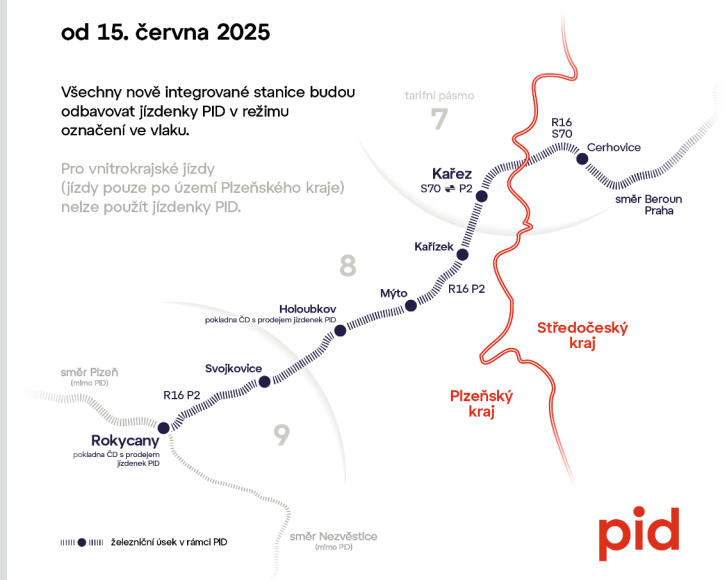 od 15. června 2025
Všechny nově integrované stanice budou
odbavovat jízdenky PID v režimu
označení ve vlaku.
Pro vnitrokrajské jízdy
(jízdy pouze po území Plzeňského kraje)
nelze použít jízdenky PID.
tarifní pásmo
7
R16
S70
Cerhovice
Kařez
S70 ⇌ P2
směr Beroun
Praha
Kařízek
8
R16 P2
Mýto
Holoubkov
pokladna ČD s prodejem jízdenek PID
Středočeský
kraj
Svojkovice
směr Plzeň
(mimo PID)
R16 P2
Plzeňský
kraj
9
Rokycany
pokladna ČD s prodejem
jízdenek PID
směr Nezvěstice
(mimo PID)
železniční úsek v rámci PID
pid